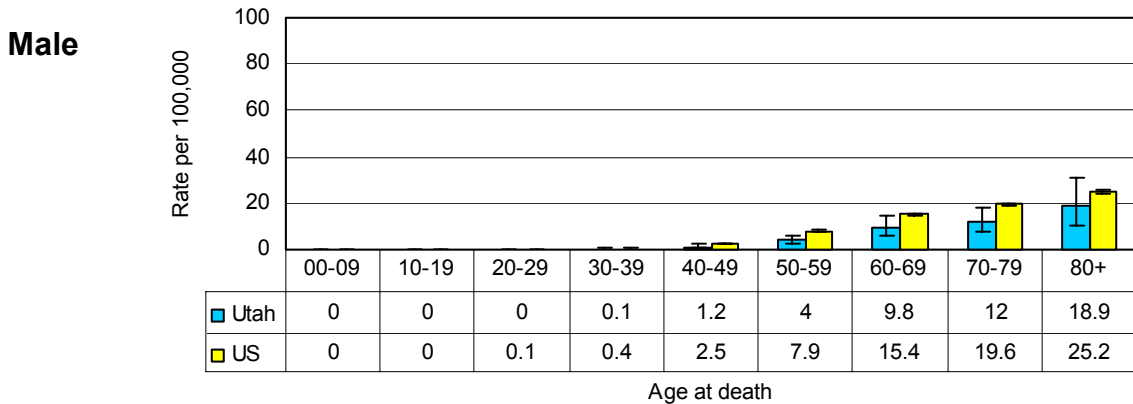 Male
Rate per 100,000
100
80
60
40
20
0
00-09 10-19 20-29 30-39 40-49 50-59 60-69 70-79 80+
Utah 0 0 0 0.1 1.2 4 9.8 12 18.9
US 0 0 0.1 0.4 2.5 7.9 15.4 19.6 25.2
Age at death